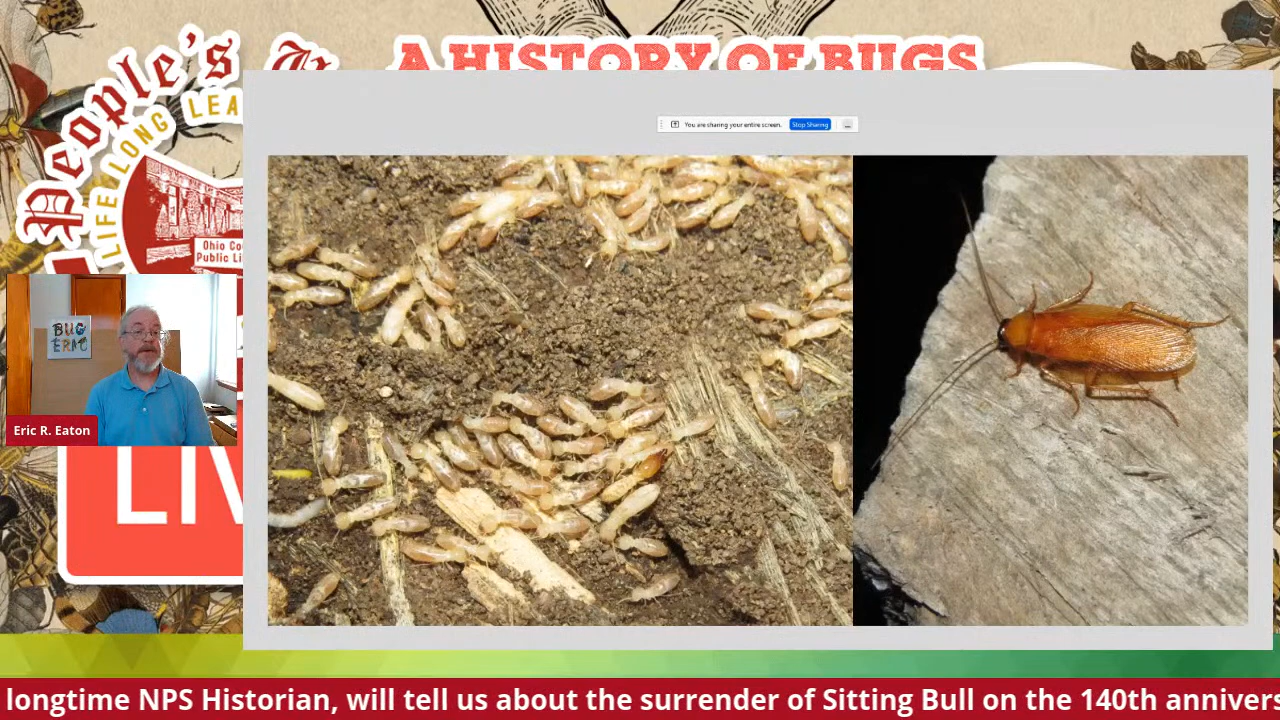 A HISTORY OF BUGS
People's
LIFE LONG LEA
Ohio Co
Public Li
You are sharing your entire screen.
Stop Sharing
BUG
ERIC
Eric R. Eaton
LIV
longtime NPS Historian, will tell us about the surrender of Sitting Bull on the 140th annivers